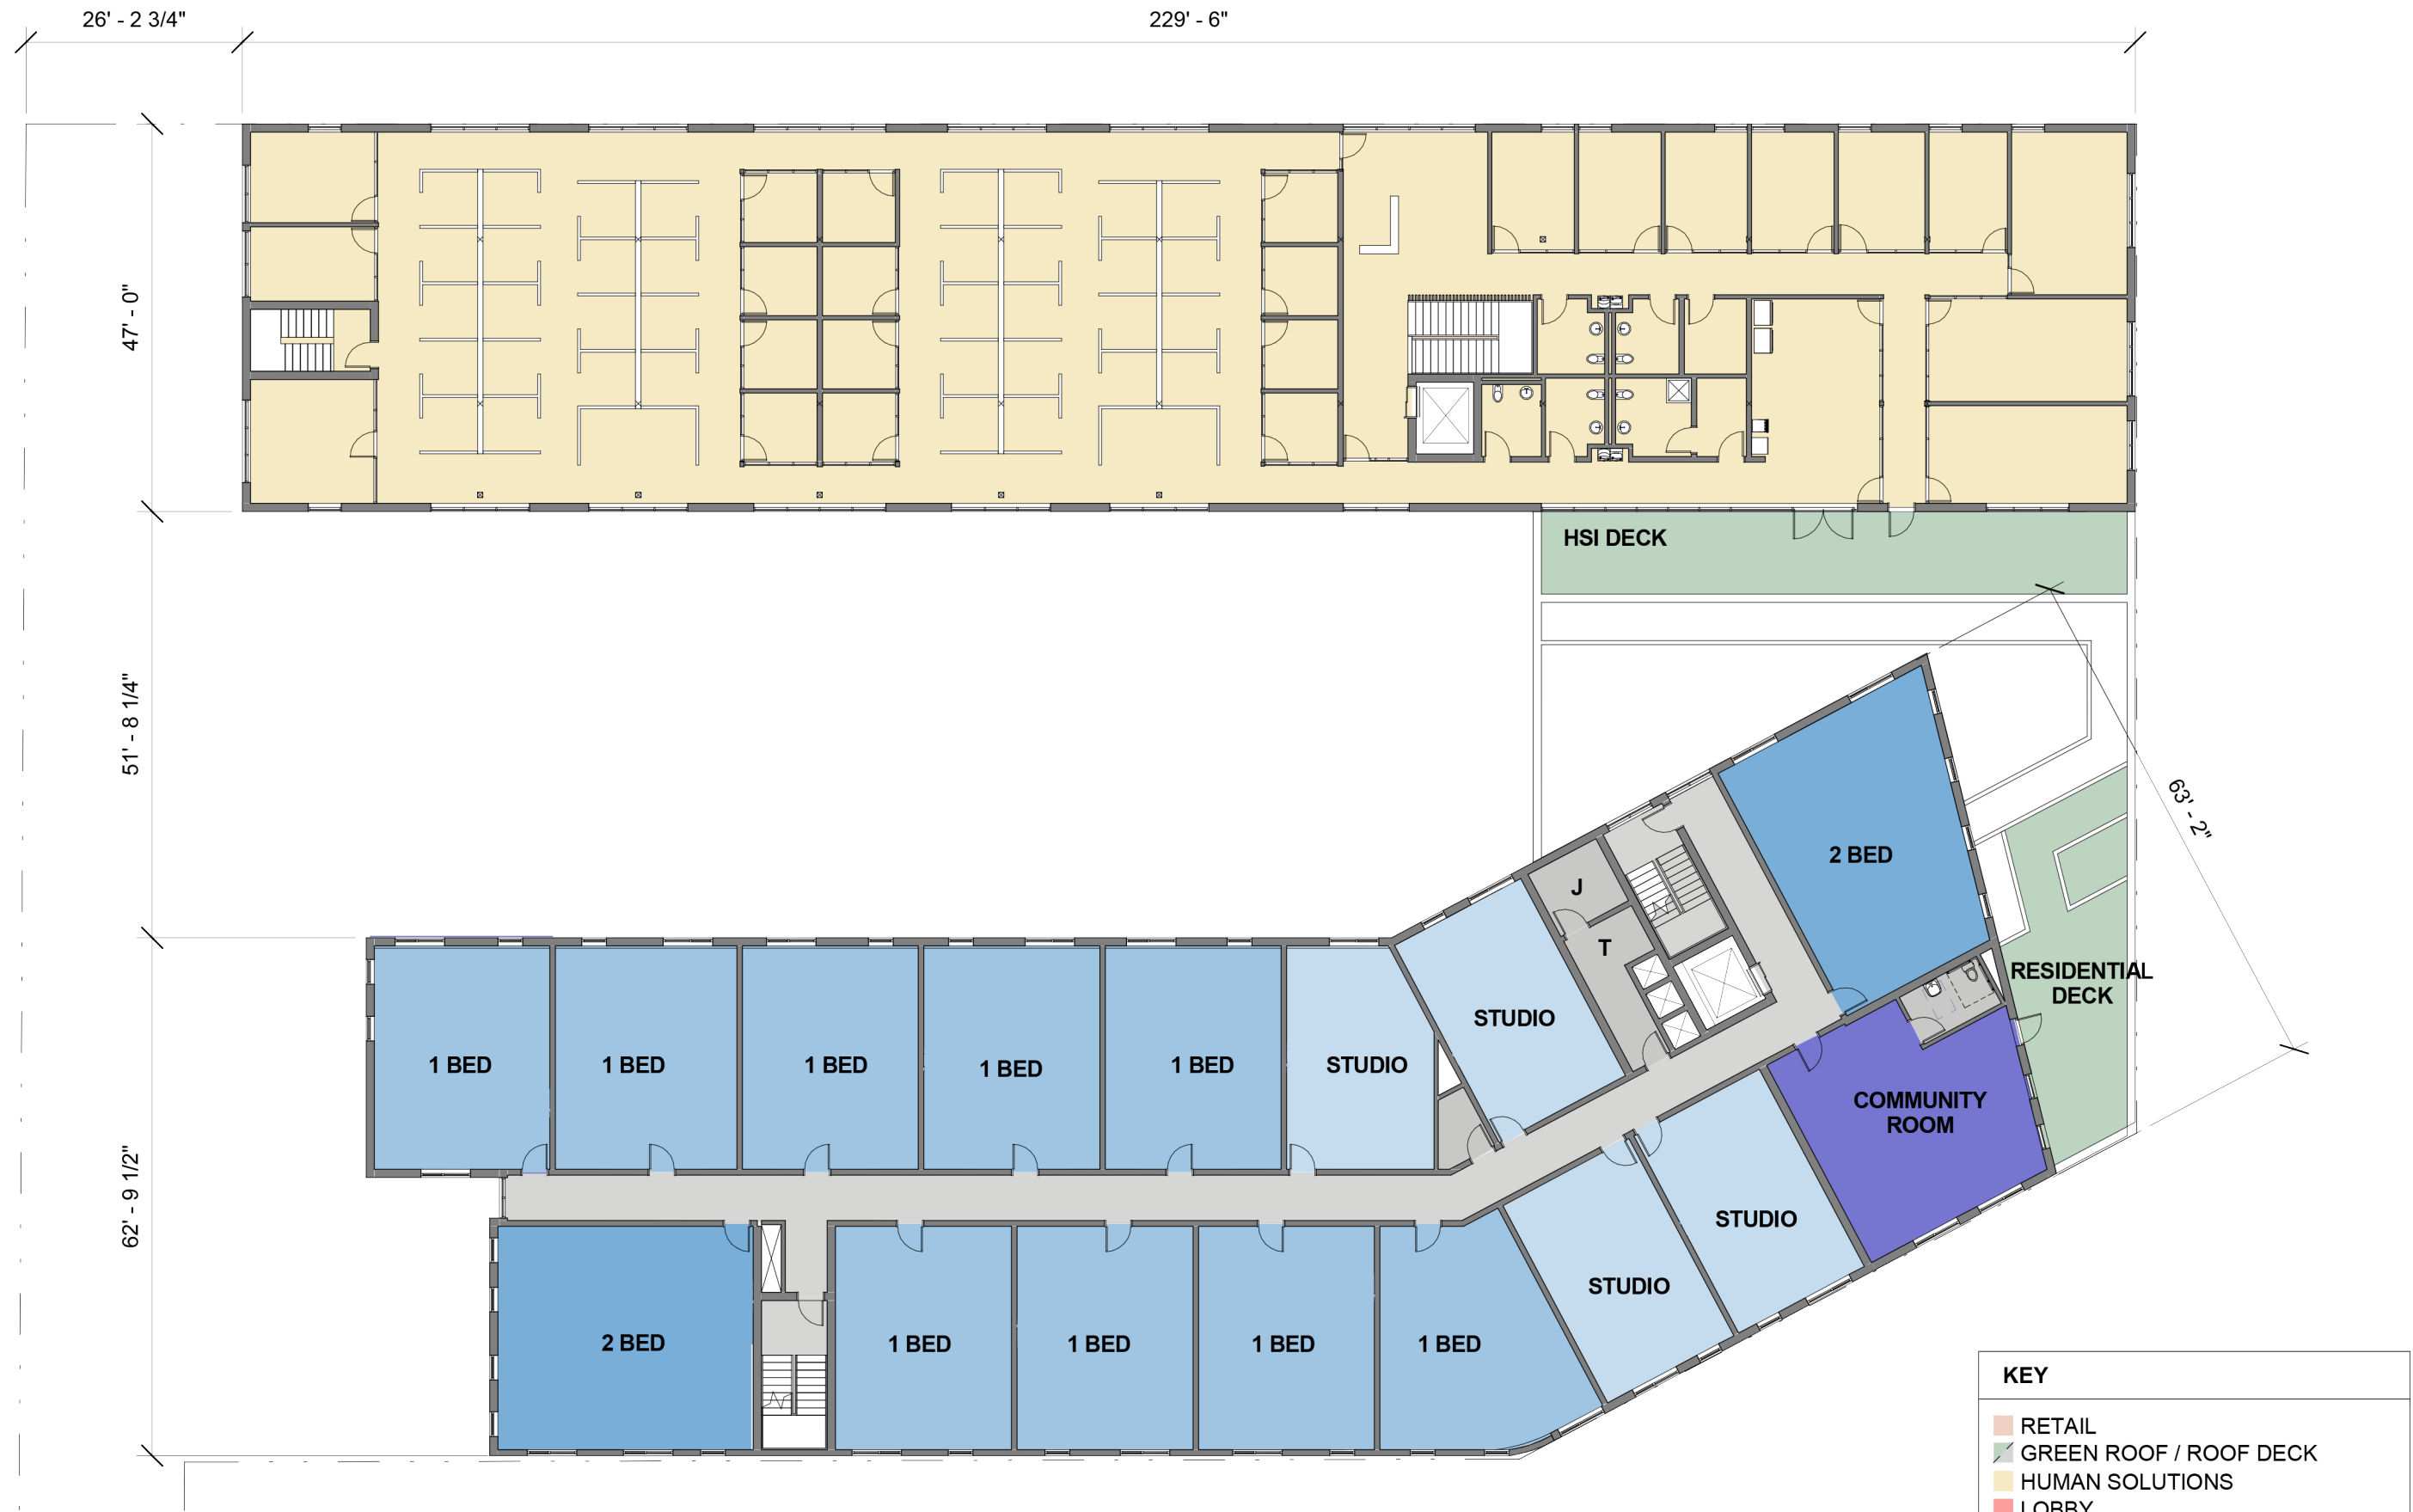 26' - 2 3/4"
229' - 6"
47' - 0"
HSI DECK
51' - 8 1/4"
63' - 2"
2 BED
J
T
RESIDENTIAL
DECK
STUDIO
1 BED
1 BED
1 BED
1 BED
1 BED
STUDIO
COMMUNITY
ROOM
62' - 9 1/2"
STUDIO
STUDIO
2 BED
1 BED
1 BED
1 BED
1 BED
KEY
RETAIL
GREEN ROOF / ROOF DECK
HUMAN SOLUTIONS
LOBBY